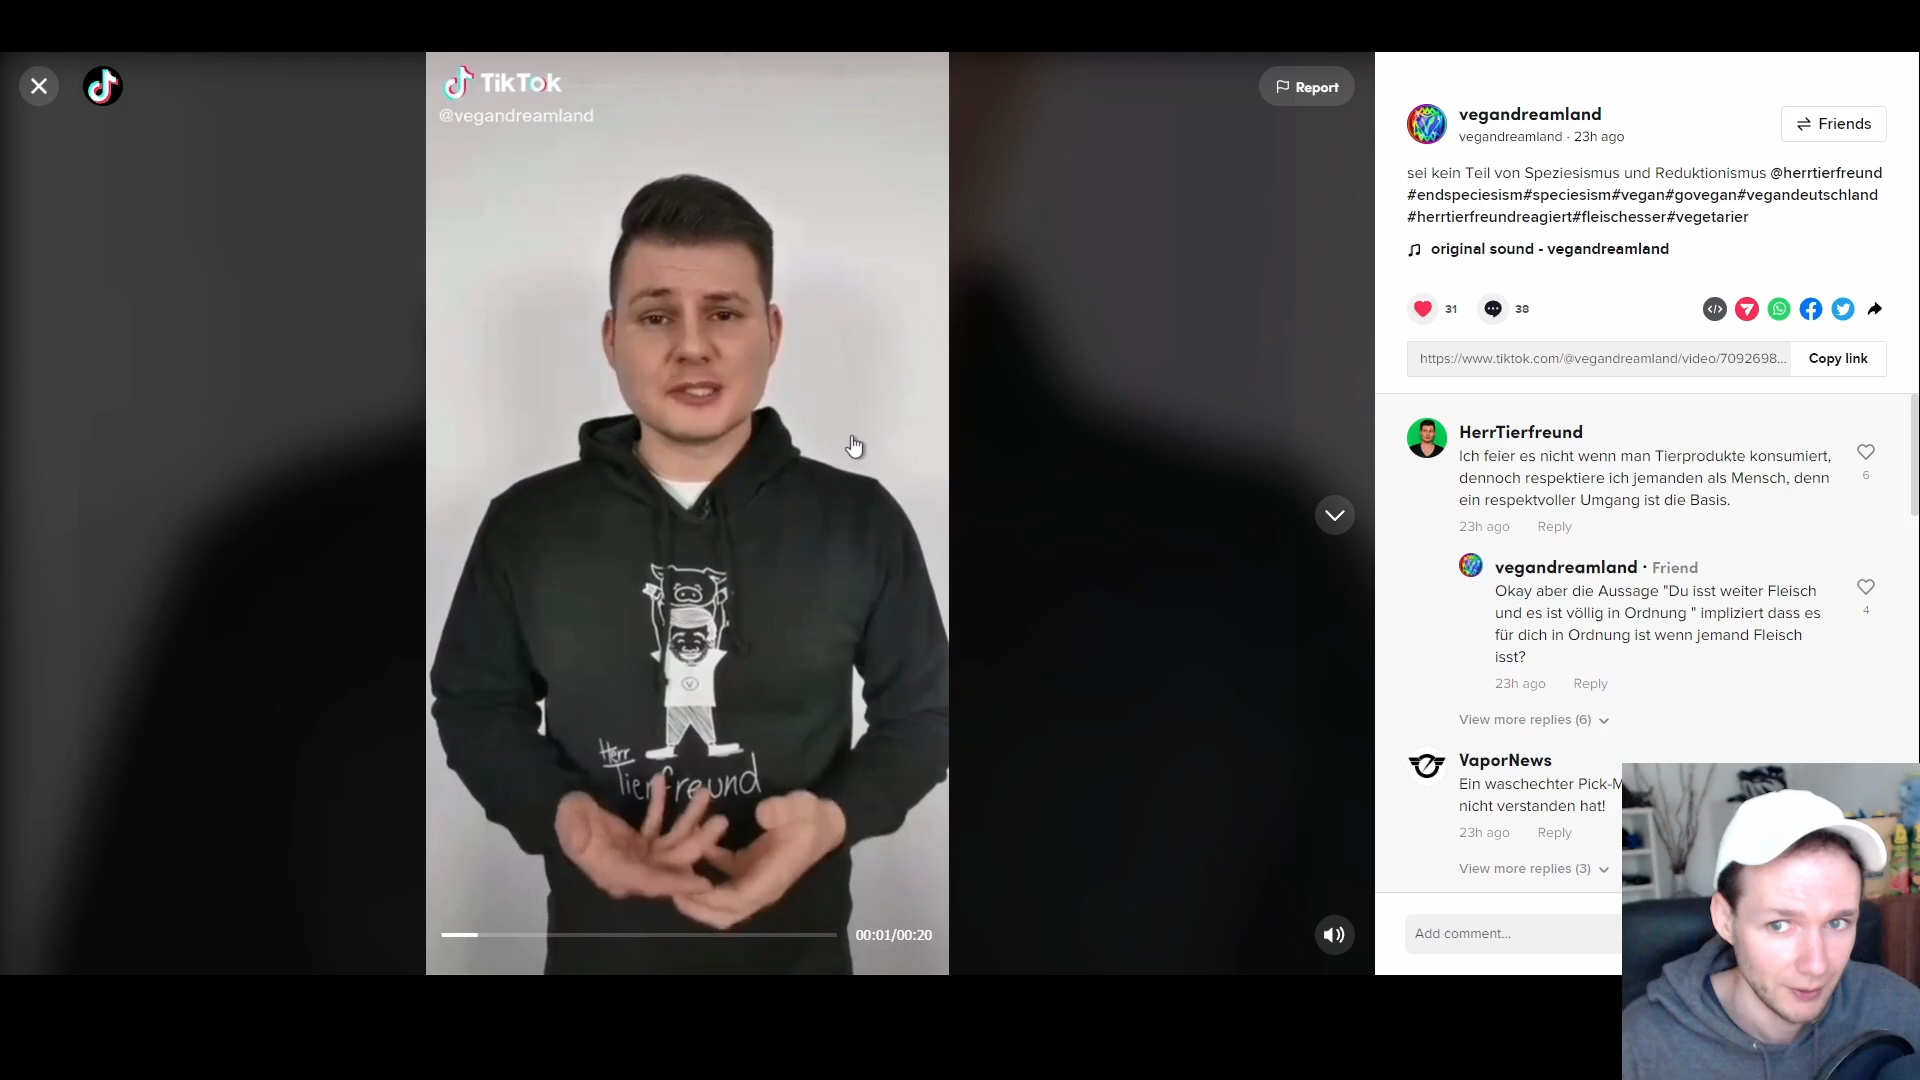 TikTok
@vegandreamland
Report
Herr
Tierfreund
00:01/00:20
vegandreamland
vegandreamland · 23h ago
Friends
sei kein Teil von Speziesismus und Reduktionismus @herrtierfreund
#endspeciesism#speciesism#vegan#govegan#vegandeutschland
#herrtierfreundreagiert#fleischesser#vegetarier
original sound - vegandreamland
31
38
https://www.tiktok.com/@vegandreamland/video/7092698...
Copy link
HerrTierfreund
Ich feier es nicht wenn man Tierprodukte konsumiert,
dennoch respektiere ich jemanden als Mensch, denn
ein respektvoller Umgang ist die Basis.
6
23h ago Reply
vegandreamland · Friend
Okay aber die Aussage "Du isst weiter Fleisch
und es ist völlig in Ordnung " impliziert dass es
für dich in Ordnung ist wenn jemand Fleisch
isst?
4
23h ago Reply
View more replies (6)
VaporNews
Ein waschechter Pick-M
nicht verstanden hat!
23h ago Reply
View more replies (3)
Add comment...